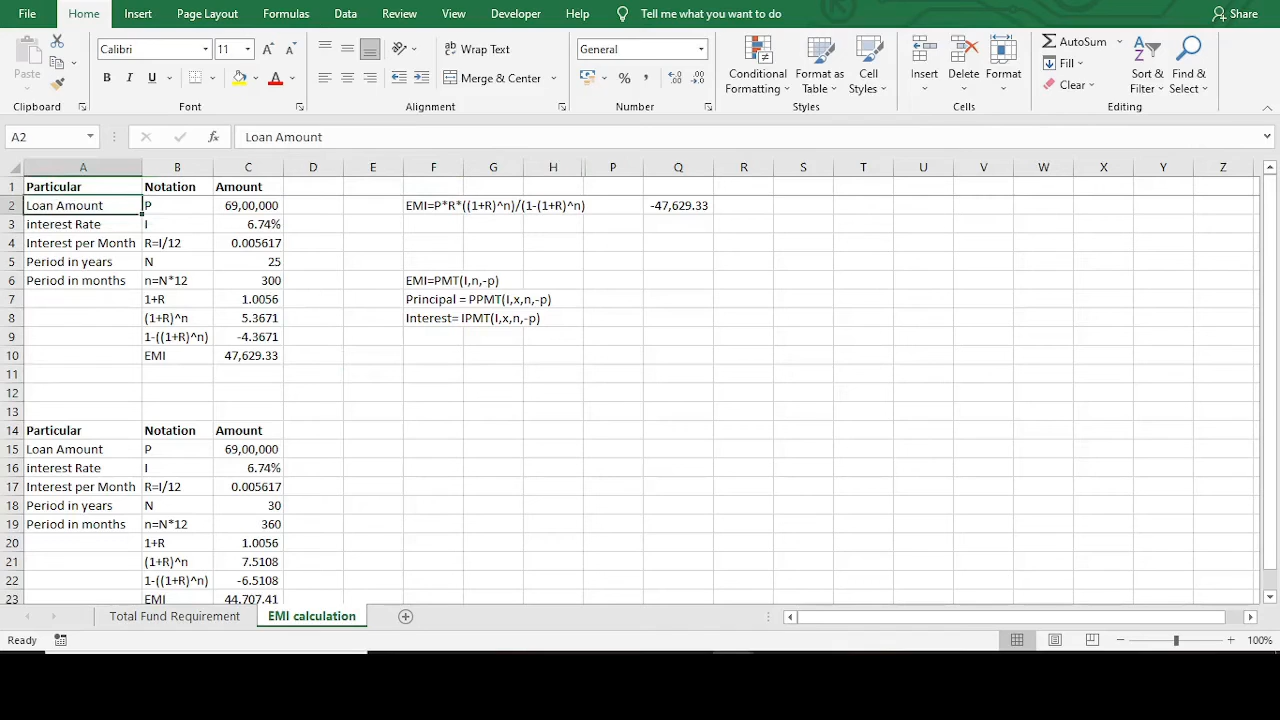 File Home Insert Page Layout Formulas Data Review View Developer Help Tell me what you want to do Share
Paste Calibri 11 Wrap Text General Conditional Format as Cell Insert Delete Format AutoSum Sort & Find &
B I U Merge & Center % , Formatting Table Styles Fill Filter Select
Clear
Clipboard Font Alignment Number Styles Cells Editing
A2 fx Loan Amount
A B C D E F G H P Q R S T U V W X Y Z
1 Particular Notation Amount
2 Loan Amount P 69,00,000 EMI=P*R*((1+R)^n)/(1-(1+R)^n) -47,629.33
3 interest Rate I 6.74%
4 Interest per Month R=I/12 0.005617
5 Period in years N 25
6 Period in months n=N*12 300 EMI=PMT(I,n,-p)
7 1+R 1.0056 Principal = PPMT(I,x,n,-p)
8 (1+R)^n 5.3671 Interest= IPMT(I,x,n,-p)
9 1-((1+R)^n) -4.3671
10 EMI 47,629.33
11
12
13
14 Particular Notation Amount
15 Loan Amount P 69,00,000
16 interest Rate I 6.74%
17 Interest per Month R=I/12 0.005617
18 Period in years N 30
19 Period in months n=N*12 360
20 1+R 1.0056
21 (1+R)^n 7.5108
22 1-((1+R)^n) -6.5108
23 EMI 44,707.41
Total Fund Requirement EMI calculation
Ready 100%